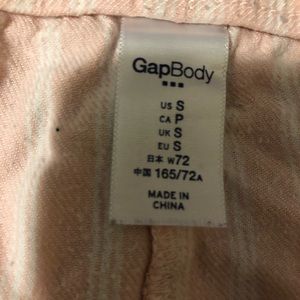 GapBody
US S
CA P
UK S
EU S
日本 W72
中国 165/72A
MADE IN
CHINA